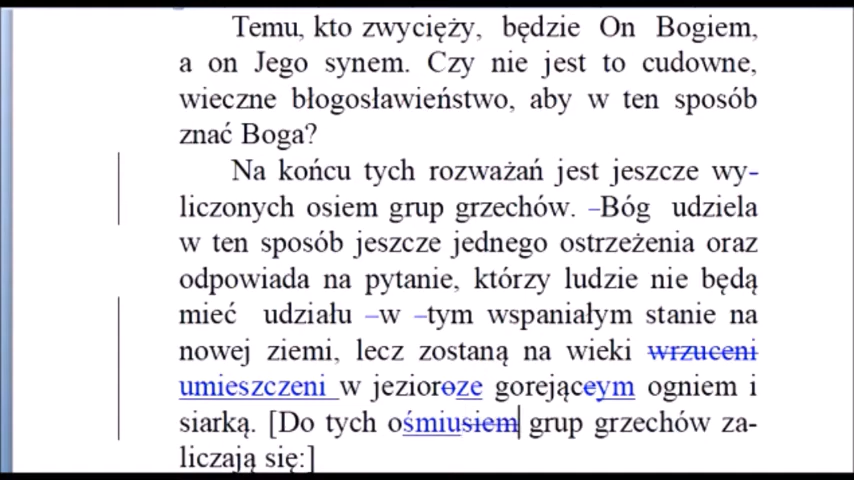 Temu, kto zwycięży, będzie On Bogiem,
a on Jego synem. Czy nie jest to cudowne,
wieczne błogosławieństwo, aby w ten sposób
znać Boga?
Na końcu tych rozważań jest jeszcze wy-
liczonych osiem grup grzechów. –Bóg udziela
w ten sposób jeszcze jednego ostrzeżenia oraz
odpowiada na pytanie, którzy ludzie nie będą
mieć udziału –w –tym wspaniałym stanie na
nowej ziemi, lecz zostaną na wieki wrzuceni
umieszczeni w jezioroze gorejąceym ogniem i
siarką. [Do tych ośmiusiem grup grzechów za-
liczają się:]